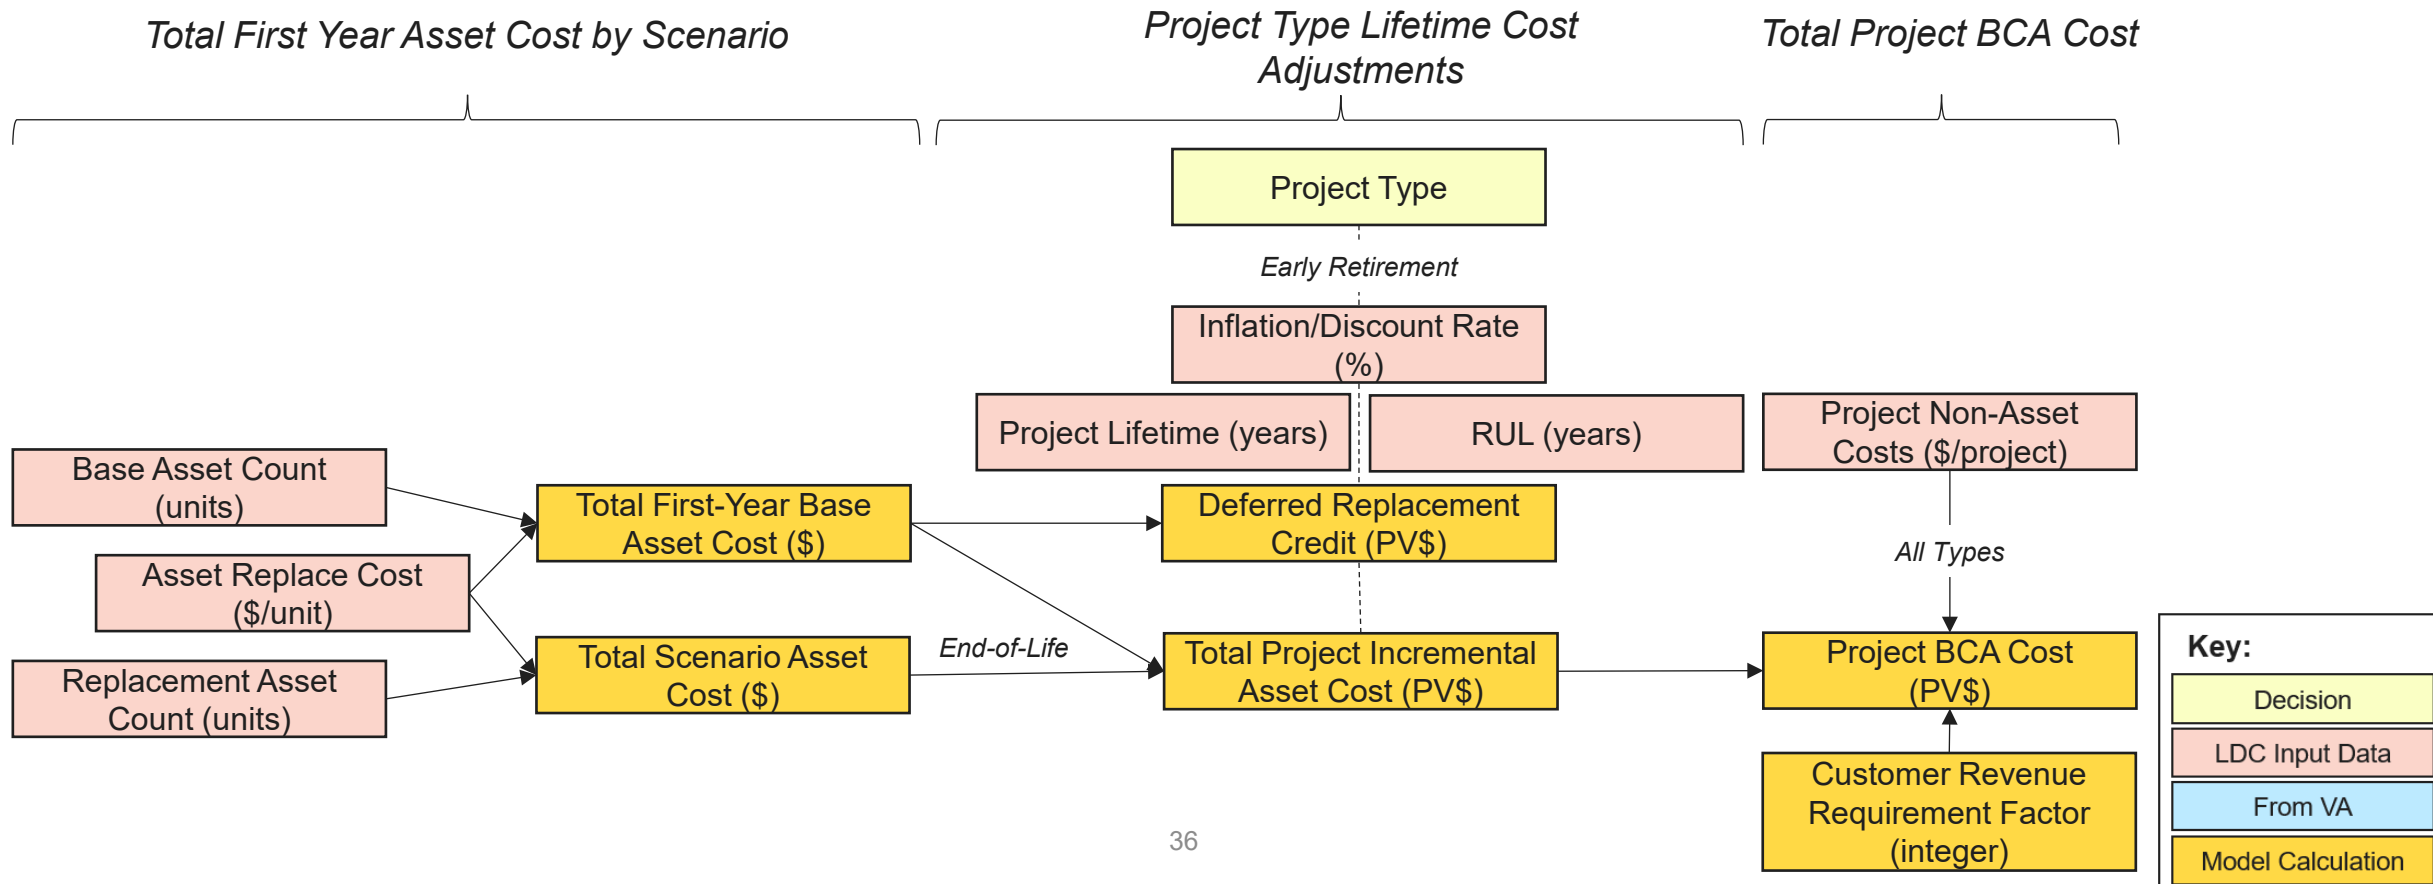 Total First Year Asset Cost by Scenario
Project Type Lifetime Cost
Adjustments
Total Project BCA Cost
Project Type
Early Retirement
Inflation/Discount Rate
(%)
Project Lifetime (years)
RUL (years)
Project Non-Asset
Costs ($/project)
Base Asset Count
(units)
Total First-Year Base
Asset Cost ($)
Deferred Replacement
Credit (PV$)
All Types
Asset Replace Cost
($/unit)
Replacement Asset
Count (units)
Total Scenario Asset
Cost ($)
End-of-Life
Total Project Incremental
Asset Cost (PV$)
Project BCA Cost
(PV$)
Customer Revenue
Requirement Factor
(integer)
Key:
Decision
LDC Input Data
From VA
Model Calculation
36